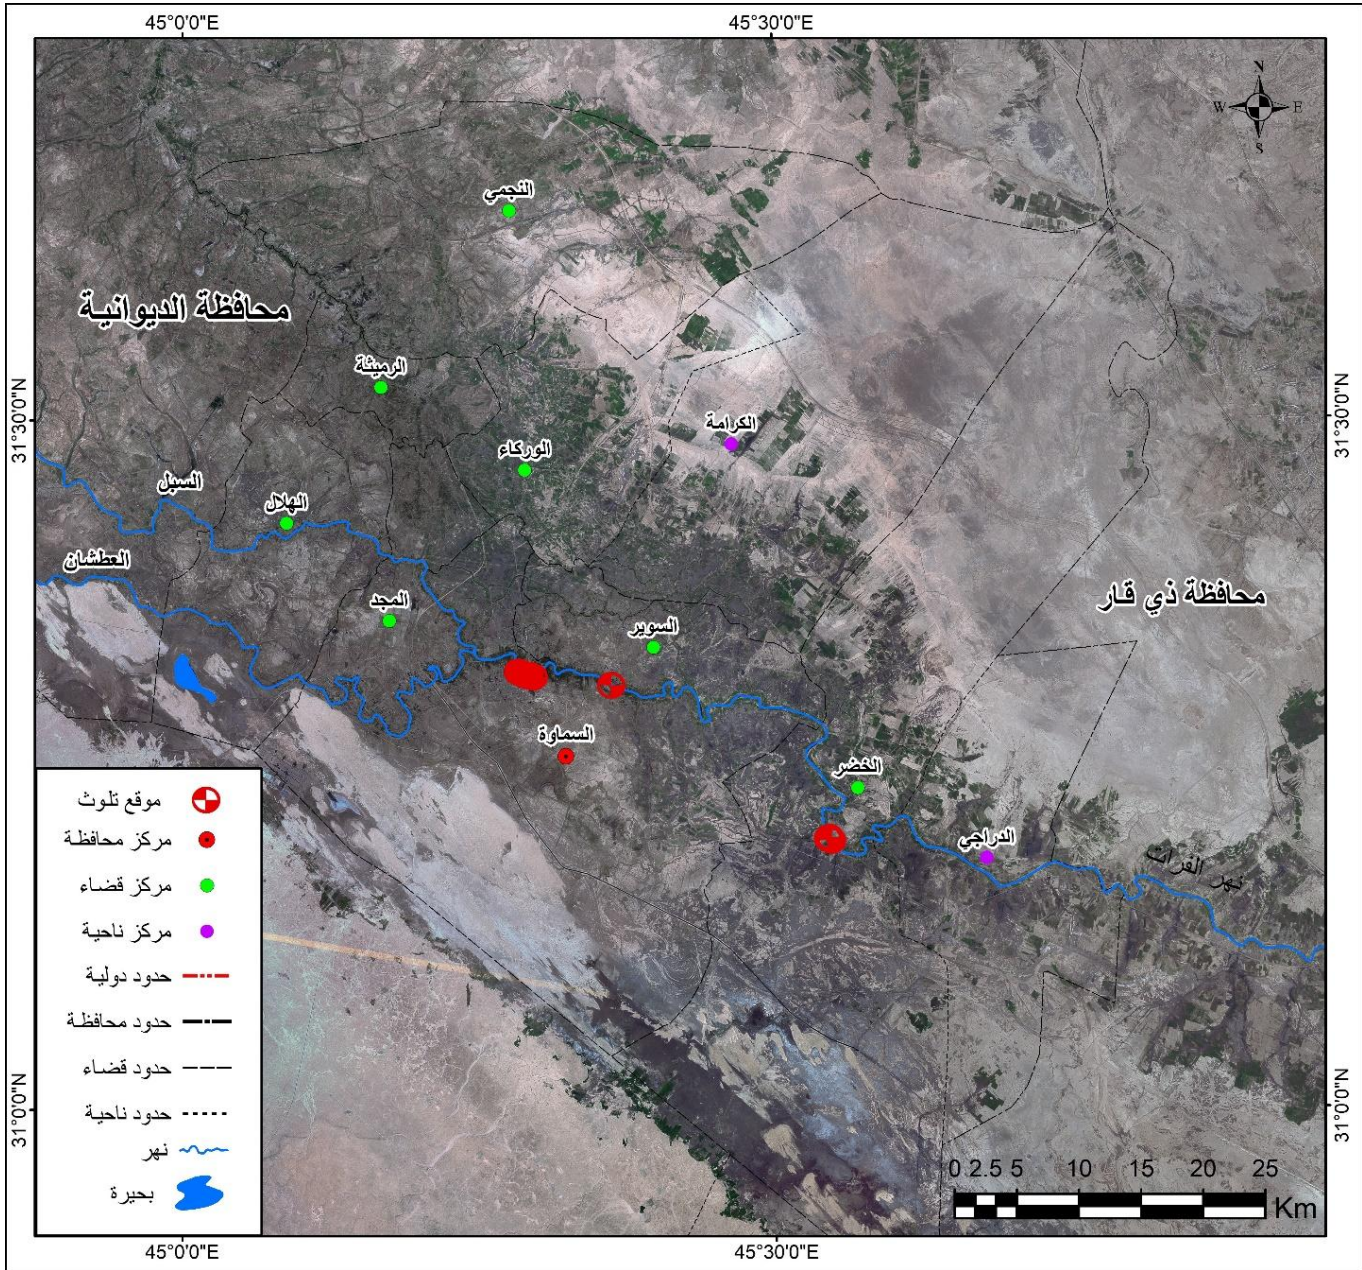 45°0'0"E
45°30'0"E
N
W
E
S
النجمي
محافظة الديوانية
الرميثة
31°30'0"N
31°30'0"N
الكرامة
الوركاء
السبل
الهلال
العطشان
محافظة ذي قار
المجد
السوير
السماوة
الخضر
الدراجي
نهر الفرات
موقع تلوث
مركز محافظة
مركز قضاء
مركز ناحية
حدود دولية
حدود محافظة
حدود قضاء
حدود ناحية
نهر
بحيرة
31°0'0"N
31°0'0"N
0 2.5 5 10 15 20 25
Km
45°0'0"E
45°30'0"E